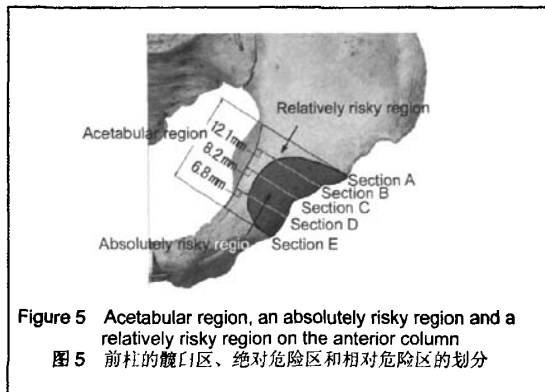 Relatively risky region
Acetabular region
12.1mm
8.2mm
6.8mm
Section A
Section B
Section C
Section D
Absolutely risky regio
Section E
Figure 5 Acetabular region, an absolutely risky region and a
relatively risky region on the anterior column
图 5 前柱的髋臼区、绝对危险区和相对危险区的划分